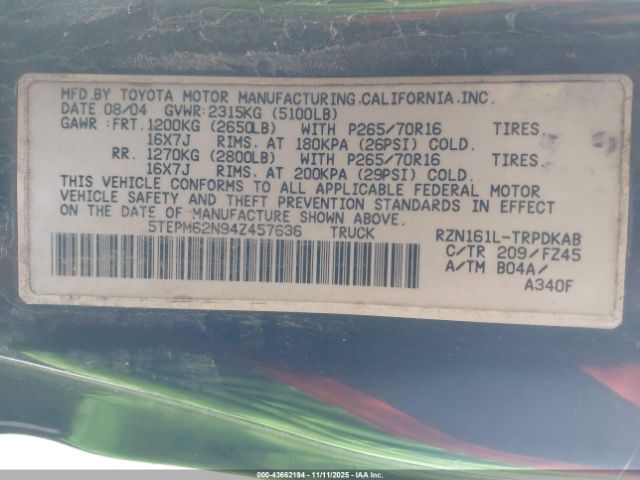 MFD.BY TOYOTA MOTOR MANUFACTURING,CALIFORNIA,INC.
DATE 08/04 GVWR:2315KG (5100LB)
GAWR :FRT. 1200KG (2650LB) WITH P265/70R16 TIRES,
16X7J RIMS, AT 180KPA (26PSI) COLD.
RR. 1270KG (2800LB) WITH P265/70R16 TIRES,
16X7J RIMS, AT 200KPA (29PSI) COLD.
THIS VEHICLE CONFORMS TO ALL APPLICABLE FEDERAL MOTOR
VEHICLE SAFETY AND THEFT PREVENTION STANDARDS IN EFFECT ON
THE DATE OF MANUFACTURE SHOWN ABOVE.
5TEPM62N94Z457636 TRUCK RZN161L-TRPDKAB
C/TR 209/FZ45
A/TM B04A/
A340F
000-43662194 - 11/11/2025 - IAA Inc.